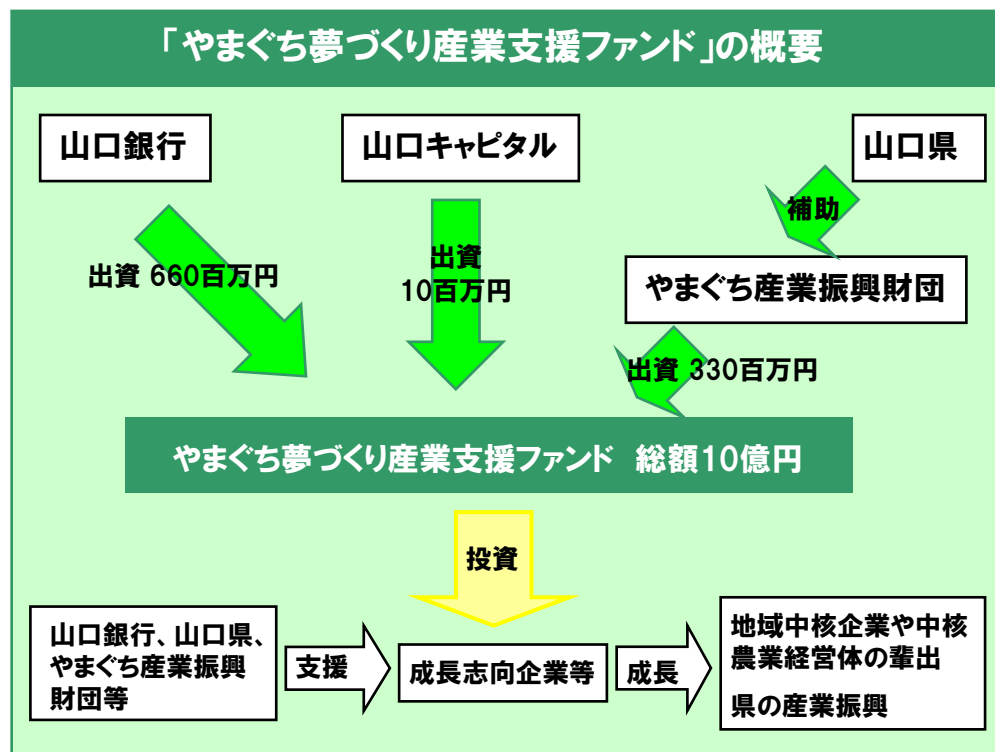 「やまぐち夢づくり産業支援ファンド」の概要
山口銀行
山口キャピタル
山口県
補助
出資 660百万円
出資
10百万円
やまぐち産業振興財団
出資 330百万円
やまぐち夢づくり産業支援ファンド　総額10億円
投資
山口銀行、山口県、
やまぐち産業振興
財団等
支援
成長志向企業等
成長
地域中核企業や中核
農業経営体の輩出
県の産業振興